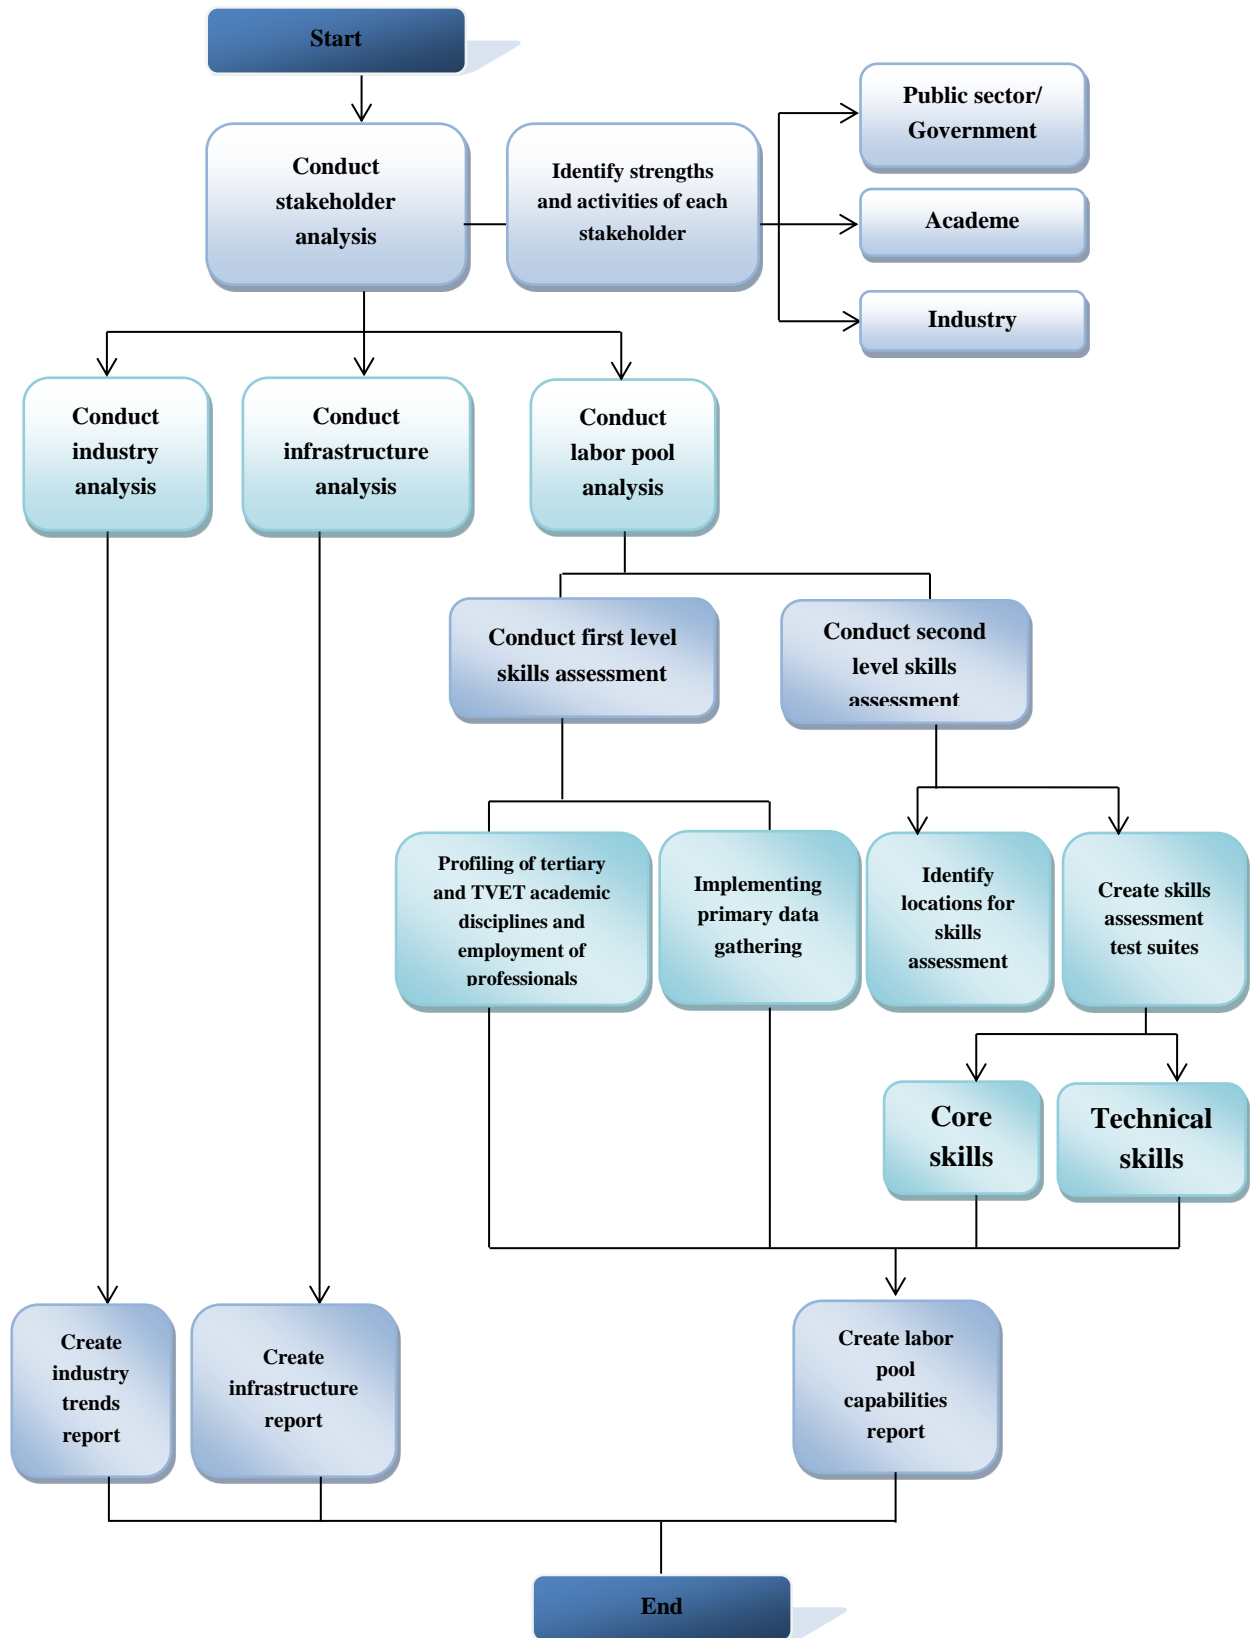 Start
Conduct
stakeholder
analysis
Identify strengths
and activities of each
stakeholder
Public sector/
Government
Academe
Industry
Conduct
industry
analysis
Conduct
infrastructure
analysis
Conduct
labor pool
analysis
Conduct first level
skills assessment
Conduct second
level skills
assessment
Profiling of tertiary
and TVET academic
disciplines and
employment of
professionals
Implementing
primary data
gathering
Identify
locations for
skills
assessment
Create skills
assessment
test suites
Core
skills
Technical
skills
Create
industry
trends
report
Create
infrastructure
report
Create labor
pool
capabilities
report
End